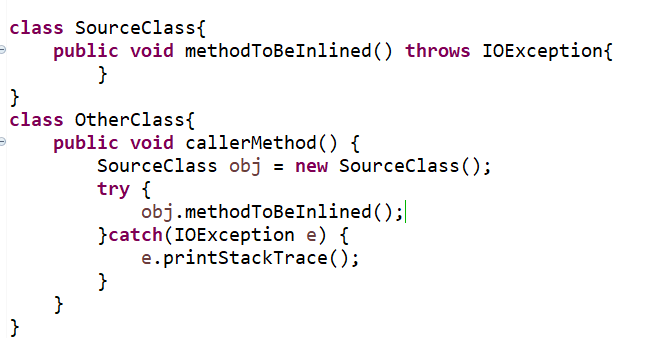 class SourceClass{
    public void methodToBeInlined() throws IOException{
        }
}
class OtherClass{
    public void callerMethod() {
        SourceClass obj = new SourceClass();
        try {
            obj.methodToBeInlined();
        }catch(IOException e) {
            e.printStackTrace();
        }
    }
}